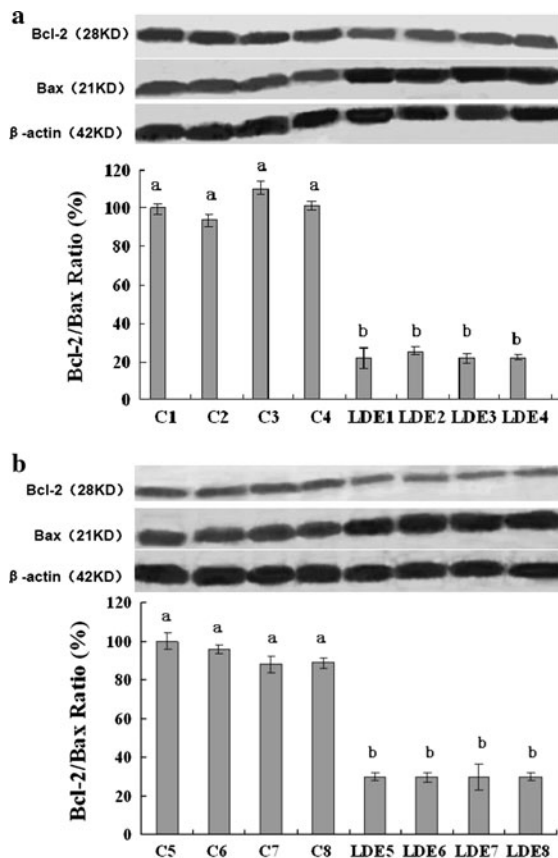 a
Bcl-2（28KD）
Bax（21KD）
β-actin（42KD）
Bcl-2/Bax Ratio (%)
120
100
80
60
40
20
0
a
a
a
a
b
b
b
b
C1 C2 C3 C4 LDE1 LDE2 LDE3 LDE4
b
Bcl-2（28KD）
Bax（21KD）
β-actin（42KD）
Bcl-2/Bax Ratio (%)
120
100
80
60
40
20
0
a
a
a
a
b
b
b
b
C5 C6 C7 C8 LDE5 LDE6 LDE7 LDE8